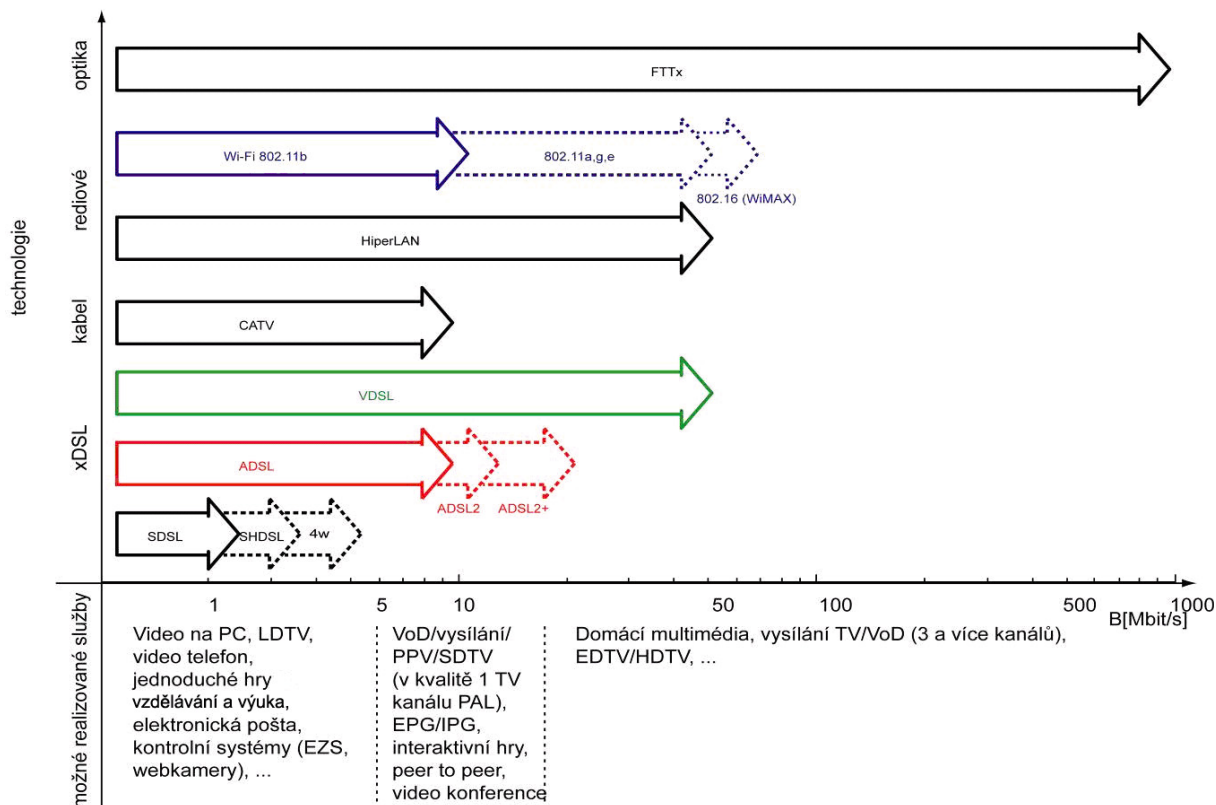 technologie
optika
rediové
kabel
xDSL
FTTx
Wi-Fi 802.11b
802.11a,g,e
802.16 (WiMAX)
HiperLAN
CATV
VDSL
ADSL
ADSL2
ADSL2+
SDSL
SHDSL
4w
1
5
10
50
100
500
1000
B[Mbit/s]
možné realizované služby
Video na PC, LDTV,
video telefon,
jednoduché hry
vzdělávání a výuka,
elektronická pošta,
kontrolní systémy (EZS,
webkamery), ...
VoD/vysílání/
PPV/SDTV
(v kvalitě 1 TV
kanálu PAL),
EPG/IPG,
interaktivní hry,
peer to peer,
video konference
Domácí multimédia, vysílání TV/VoD (3 a více kanálů),
EDTV/HDTV, ...